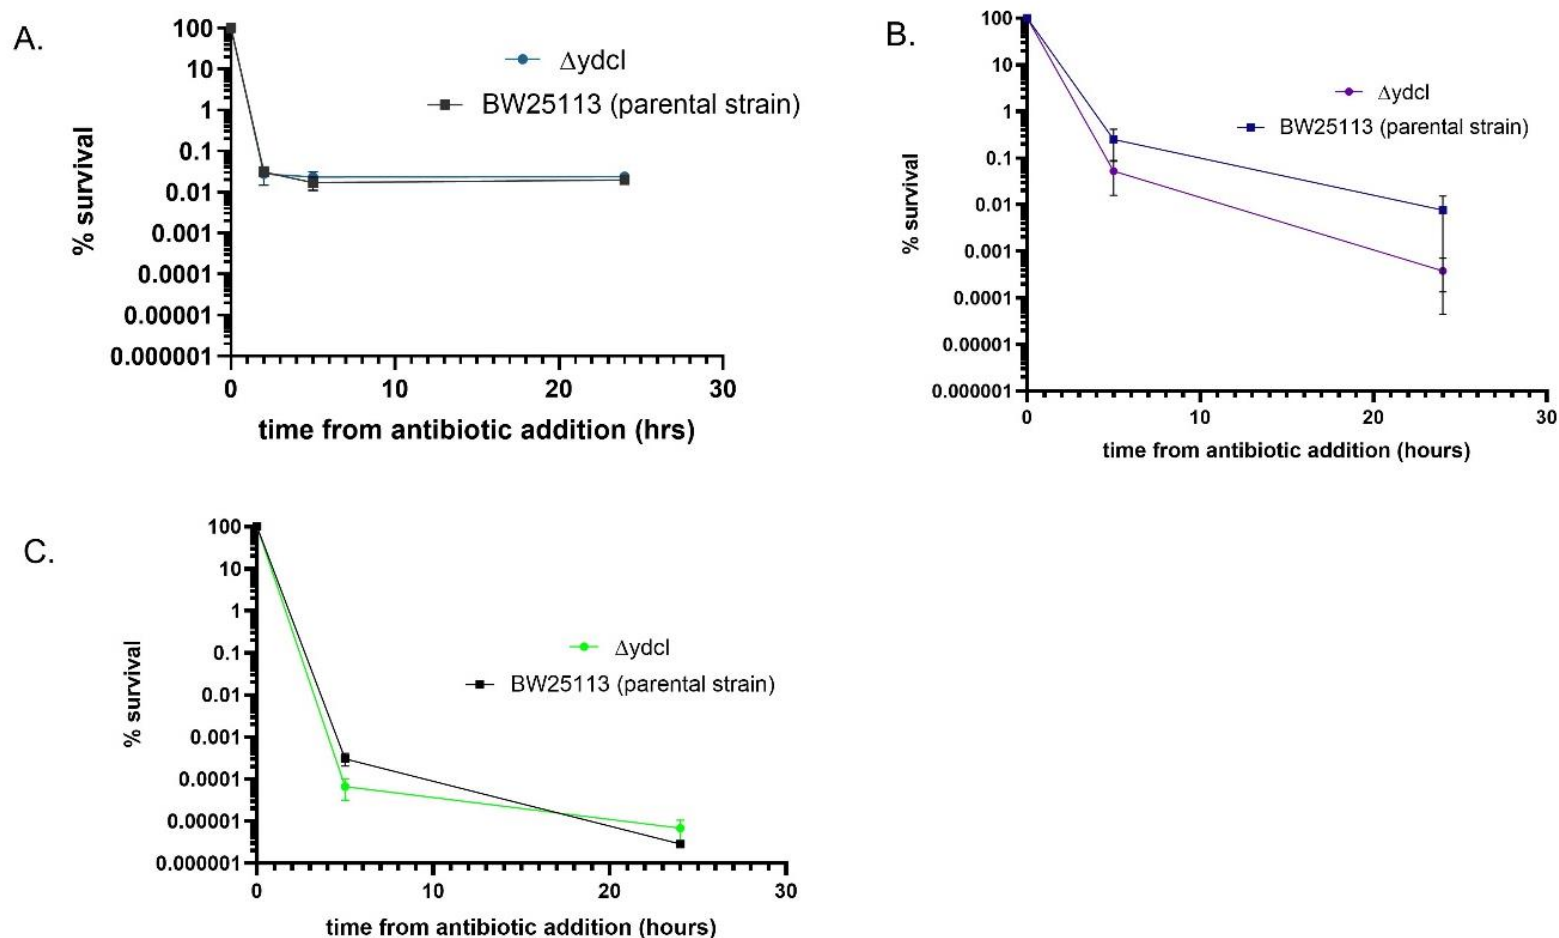 A.
100
10
1
0.1
0.01
0.001
0.0001
0.00001
0.000001
% survival
Δydcl
BW25113 (parental strain)
0 10 20 30
time from antibiotic addition (hrs)
B.
100
10
1
0.1
0.01
0.001
0.0001
0.00001
0.000001
% survival
Δydcl
BW25113 (parental strain)
0 10 20 30
time from antibiotic addition (hours)
C.
100
10
1
0.1
0.01
0.001
0.0001
0.00001
0.000001
% survival
Δydcl
BW25113 (parental strain)
0 10 20 30
time from antibiotic addition (hours)